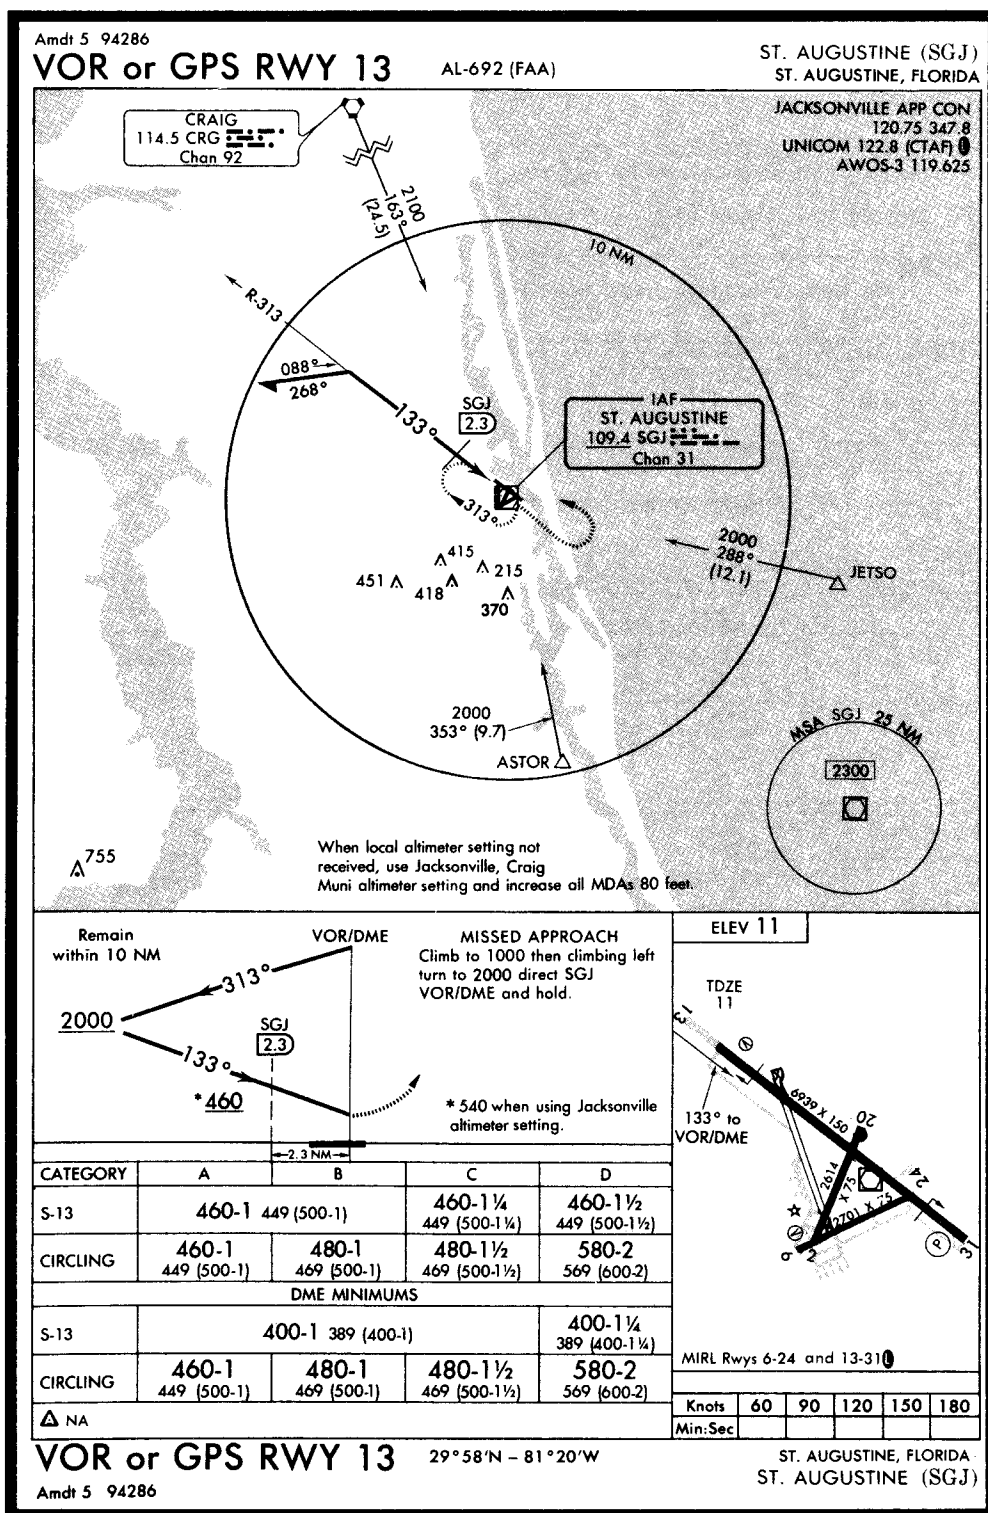 Amdt 5 94286
VOR or GPS RWY 13
AL-692 (FAA)
ST. AUGUSTINE (SGJ)
ST. AUGUSTINE, FLORIDA
JACKSONVILLE APP CON
120.75 347.8
UNICOM 122.8 (CTAF) L
AWOS-3 119.625
CRAIG
114.5 CRG
Chan 92
2100
163°
(24.5)
10 NM
R-313
088°
268°
133°
SGJ
2.3
IAF
ST. AUGUSTINE
109.4 SGJ
Chan 31
313°
2000
288°
(12.1)
JETSO
415
451
418
215
370
2000
353° (9.7)
ASTOR
MSA SGJ 25 NM
2300
755
When local altimeter setting not
received, use Jacksonville, Craig
Muni altimeter setting and increase all MDAs 80 feet.
Remain
within 10 NM
VOR/DME
313°
2000
SGJ
2.3
133°
*460
2.3 NM
MISSED APPROACH
Climb to 1000 then climbing left
turn to 2000 direct SGJ
VOR/DME and hold.
* 540 when using Jacksonville
altimeter setting.
ELEV 11
TDZE
11
13
V
6939 X 150
133° to
VOR/DME
20
2614
X 75
24
2701 X 75
N
6
2
P
31
MIRL Rwys 6-24 and 13-31 L
CATEGORY A B C D
S-13 460-1 449 (500-1) 460-1¼ 449 (500-1¼) 460-1½ 449 (500-1½)
CIRCLING 460-1 449 (500-1) 480-1 469 (500-1) 480-1½ 469 (500-1½) 580-2 569 (600-2)
DME MINIMUMS
S-13 400-1 389 (400-1) 400-1¼ 389 (400-1¼)
CIRCLING 460-1 449 (500-1) 480-1 469 (500-1) 480-1½ 469 (500-1½) 580-2 569 (600-2)
A NA
Knots 60 90 120 150 180
Min:Sec
VOR or GPS RWY 13
29°58'N – 81°20'W
ST. AUGUSTINE, FLORIDA
ST. AUGUSTINE (SGJ)
Amdt 5 94286